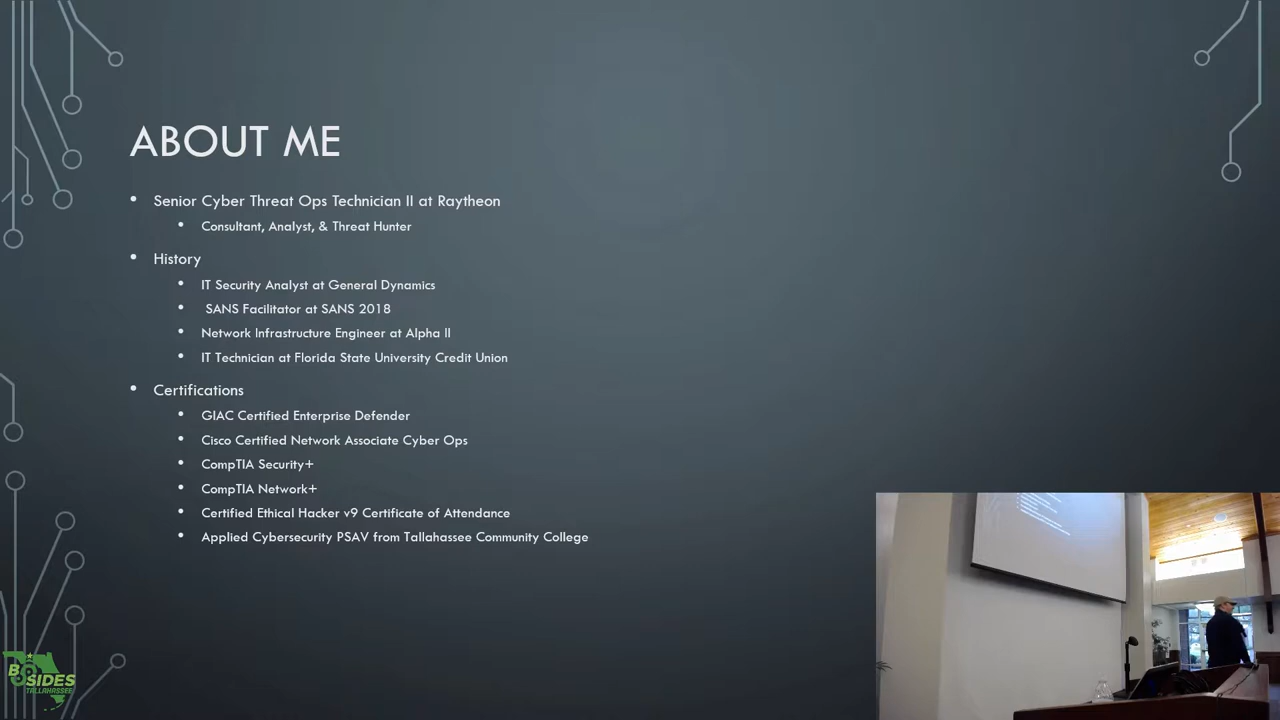 ABOUT ME
Senior Cyber Threat Ops Technician II at Raytheon
Consultant, Analyst, & Threat Hunter
History
IT Security Analyst at General Dynamics
SANS Facilitator at SANS 2018
Network Infrastructure Engineer at Alpha II
IT Technician at Florida State University Credit Union
Certifications
GIAC Certified Enterprise Defender
Cisco Certified Network Associate Cyber Ops
CompTIA Security+
CompTIA Network+
Certified Ethical Hacker v9 Certificate of Attendance
Applied Cybersecurity PSAV from Tallahassee Community College
BSIDES
TALLAHASSEE